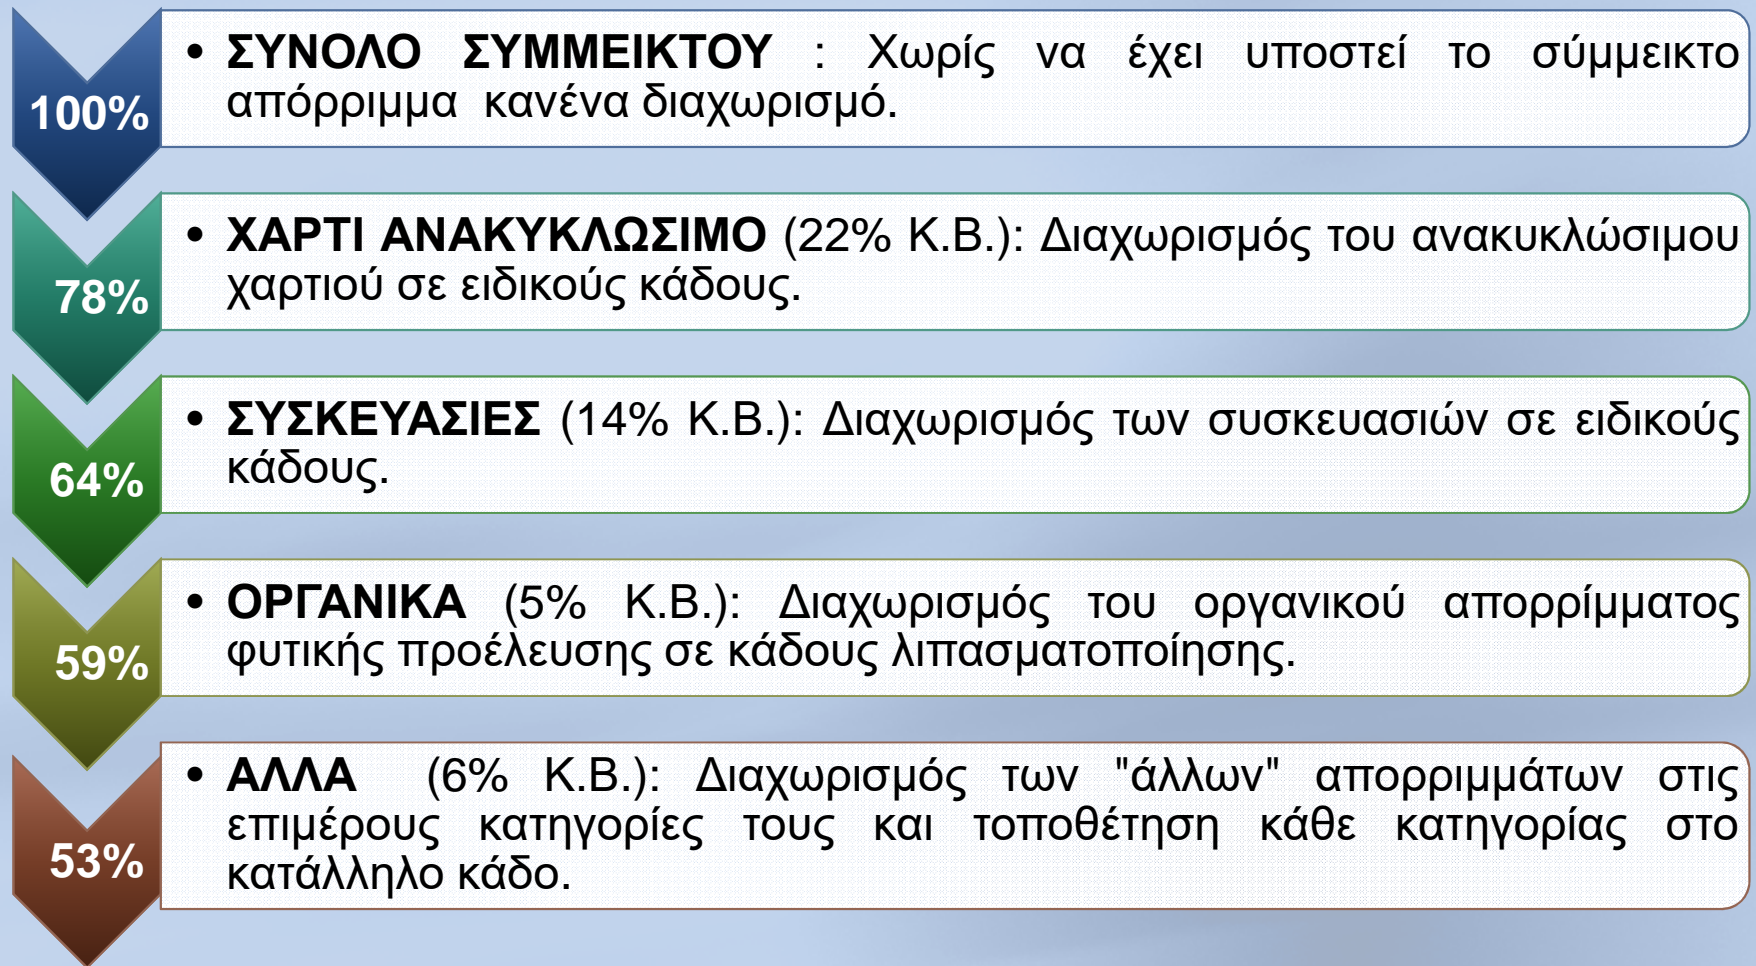 100%
• ΣΥΝΟΛΟ ΣΥΜΜΕΙΚΤΟΥ : Χωρίς να έχει υποστεί το σύμμεικτο
απόρριμμα κανένα διαχωρισμό.
78%
• ΧΑΡΤΙ ΑΝΑΚΥΚΛΩΣΙΜΟ (22% Κ.Β.): Διαχωρισμός του ανακυκλώσιμου
χαρτιού σε ειδικούς κάδους.
64%
• ΣΥΣΚΕΥΑΣΙΕΣ (14% Κ.Β.): Διαχωρισμός των συσκευασιών σε ειδικούς
κάδους.
59%
• ΟΡΓΑΝΙΚΑ (5% Κ.Β.): Διαχωρισμός του οργανικού απορρίμματος
φυτικής προέλευσης σε κάδους λιπασματοποίησης.
53%
• ΑΛΛΑ (6% Κ.Β.): Διαχωρισμός των "άλλων" απορριμμάτων στις
επιμέρους κατηγορίες τους και τοποθέτηση κάθε κατηγορίας στο
κατάλληλο κάδο.